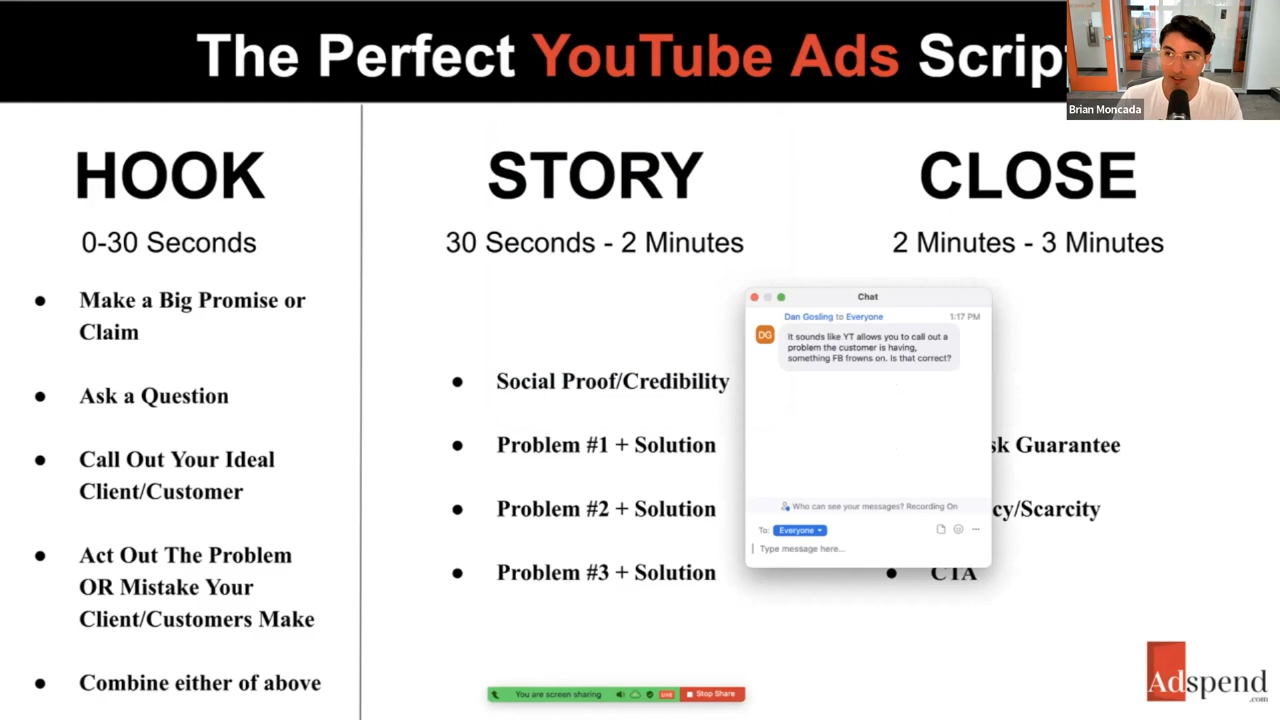 The Perfect YouTube Ads Scrip
Brian Moncada
HOOK
0-30 Seconds
Make a Big Promise or
Claim
Ask a Question
Call Out Your Ideal
Client/Customer
Act Out The Problem
OR Mistake Your
Client/Customers Make
Combine either of above
STORY
30 Seconds - 2 Minutes
Social Proof/Credibility
Problem #1 + Solution
Problem #2 + Solution
Problem #3 + Solution
CLOSE
2 Minutes - 3 Minutes
sk Guarantee
cy/Scarcity
CTA
Chat
Dan Gosling to Everyone 1:17 PM
DG
It sounds like YT allows you to call out a
problem the customer is having,
something FB frowns on. Is that correct?
Who can see your messages? Recording On
To: Everyone
Type message here...
You are screen sharing LIVE Stop Share
Adspend
.com